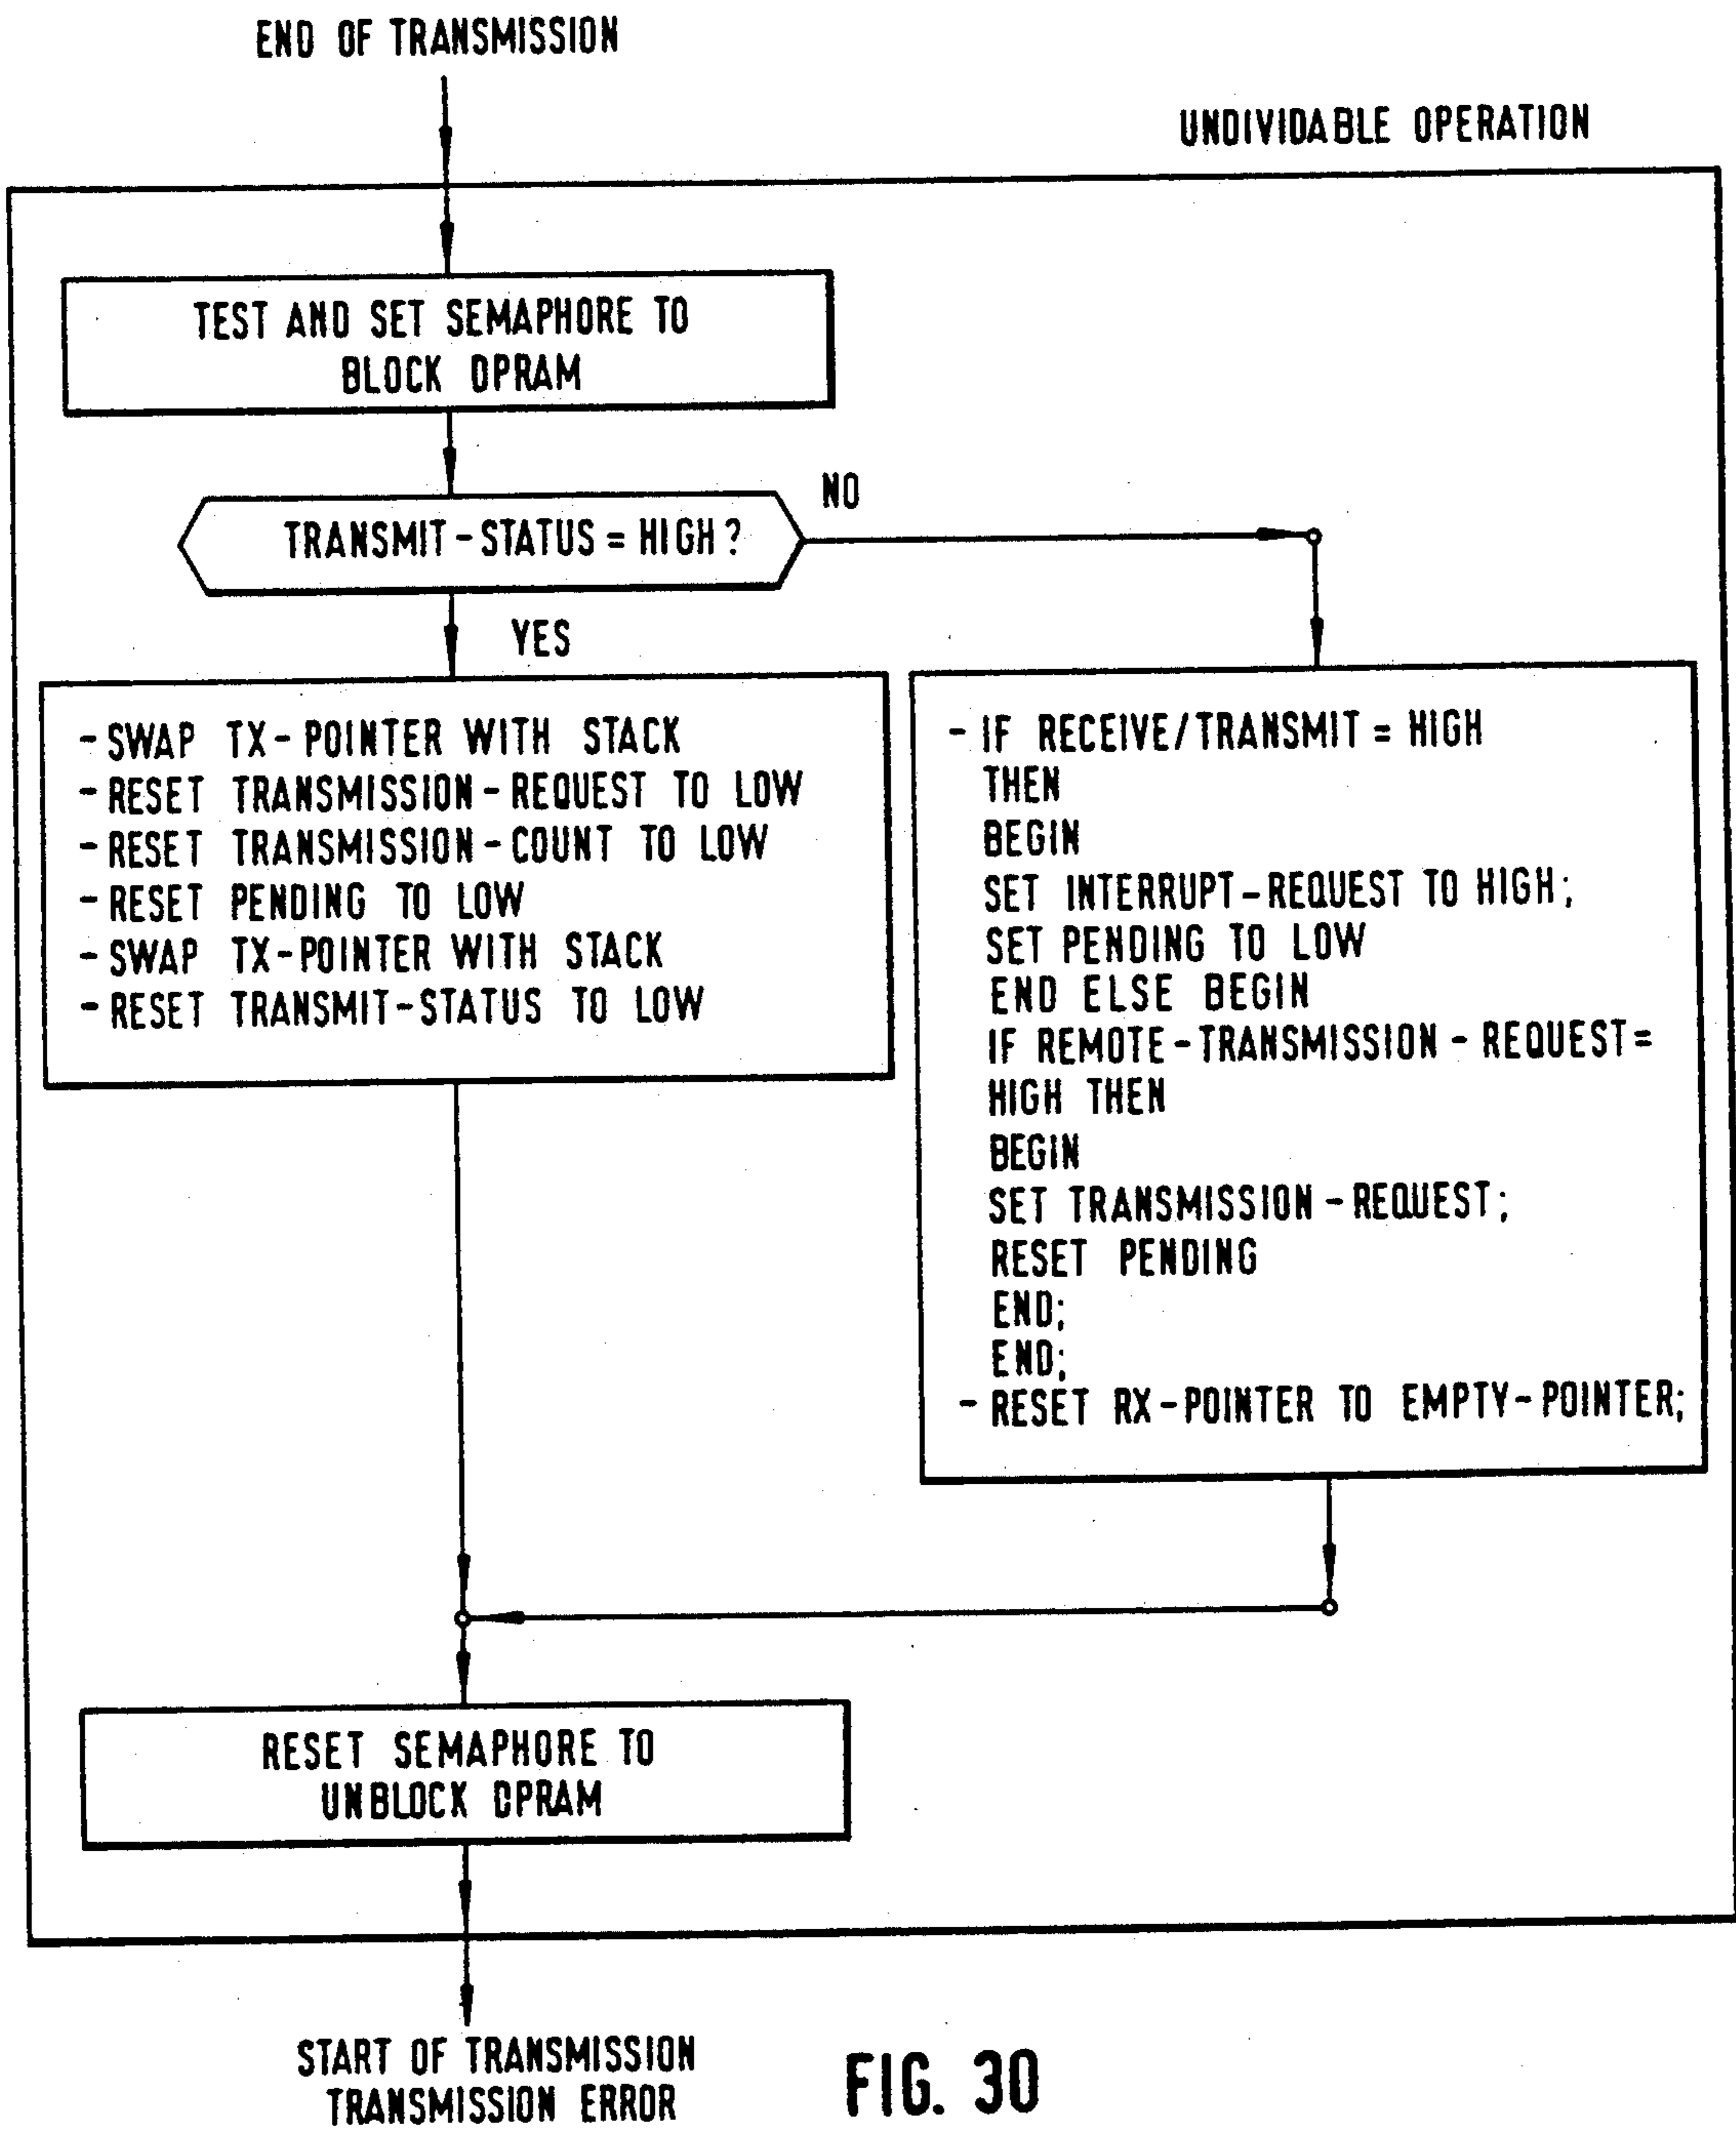 END OF TRANSMISSION
UNDIVIDABLE OPERATION
TEST AND SET SEMAPHORE TO
BLOCK DPRAM
TRANSMIT-STATUS = HIGH?
NO
YES
- SWAP TX-POINTER WITH STACK
- RESET TRANSMISSION-REQUEST TO LOW
- RESET TRANSMISSION-COUNT TO LOW
- RESET PENDING TO LOW
- SWAP TX-POINTER WITH STACK
- RESET TRANSMIT-STATUS TO LOW
- IF RECEIVE/TRANSMIT = HIGH
THEN
BEGIN
SET INTERRUPT-REQUEST TO HIGH;
SET PENDING TO LOW
END ELSE BEGIN
IF REMOTE-TRANSMISSION-REQUEST=
HIGH THEN
BEGIN
SET TRANSMISSION-REQUEST;
RESET PENDING
END;
END;
- RESET RX-POINTER TO EMPTY-POINTER;
RESET SEMAPHORE TO
UNBLOCK DPRAM
START OF TRANSMISSION
TRANSMISSION ERROR
FIG. 30